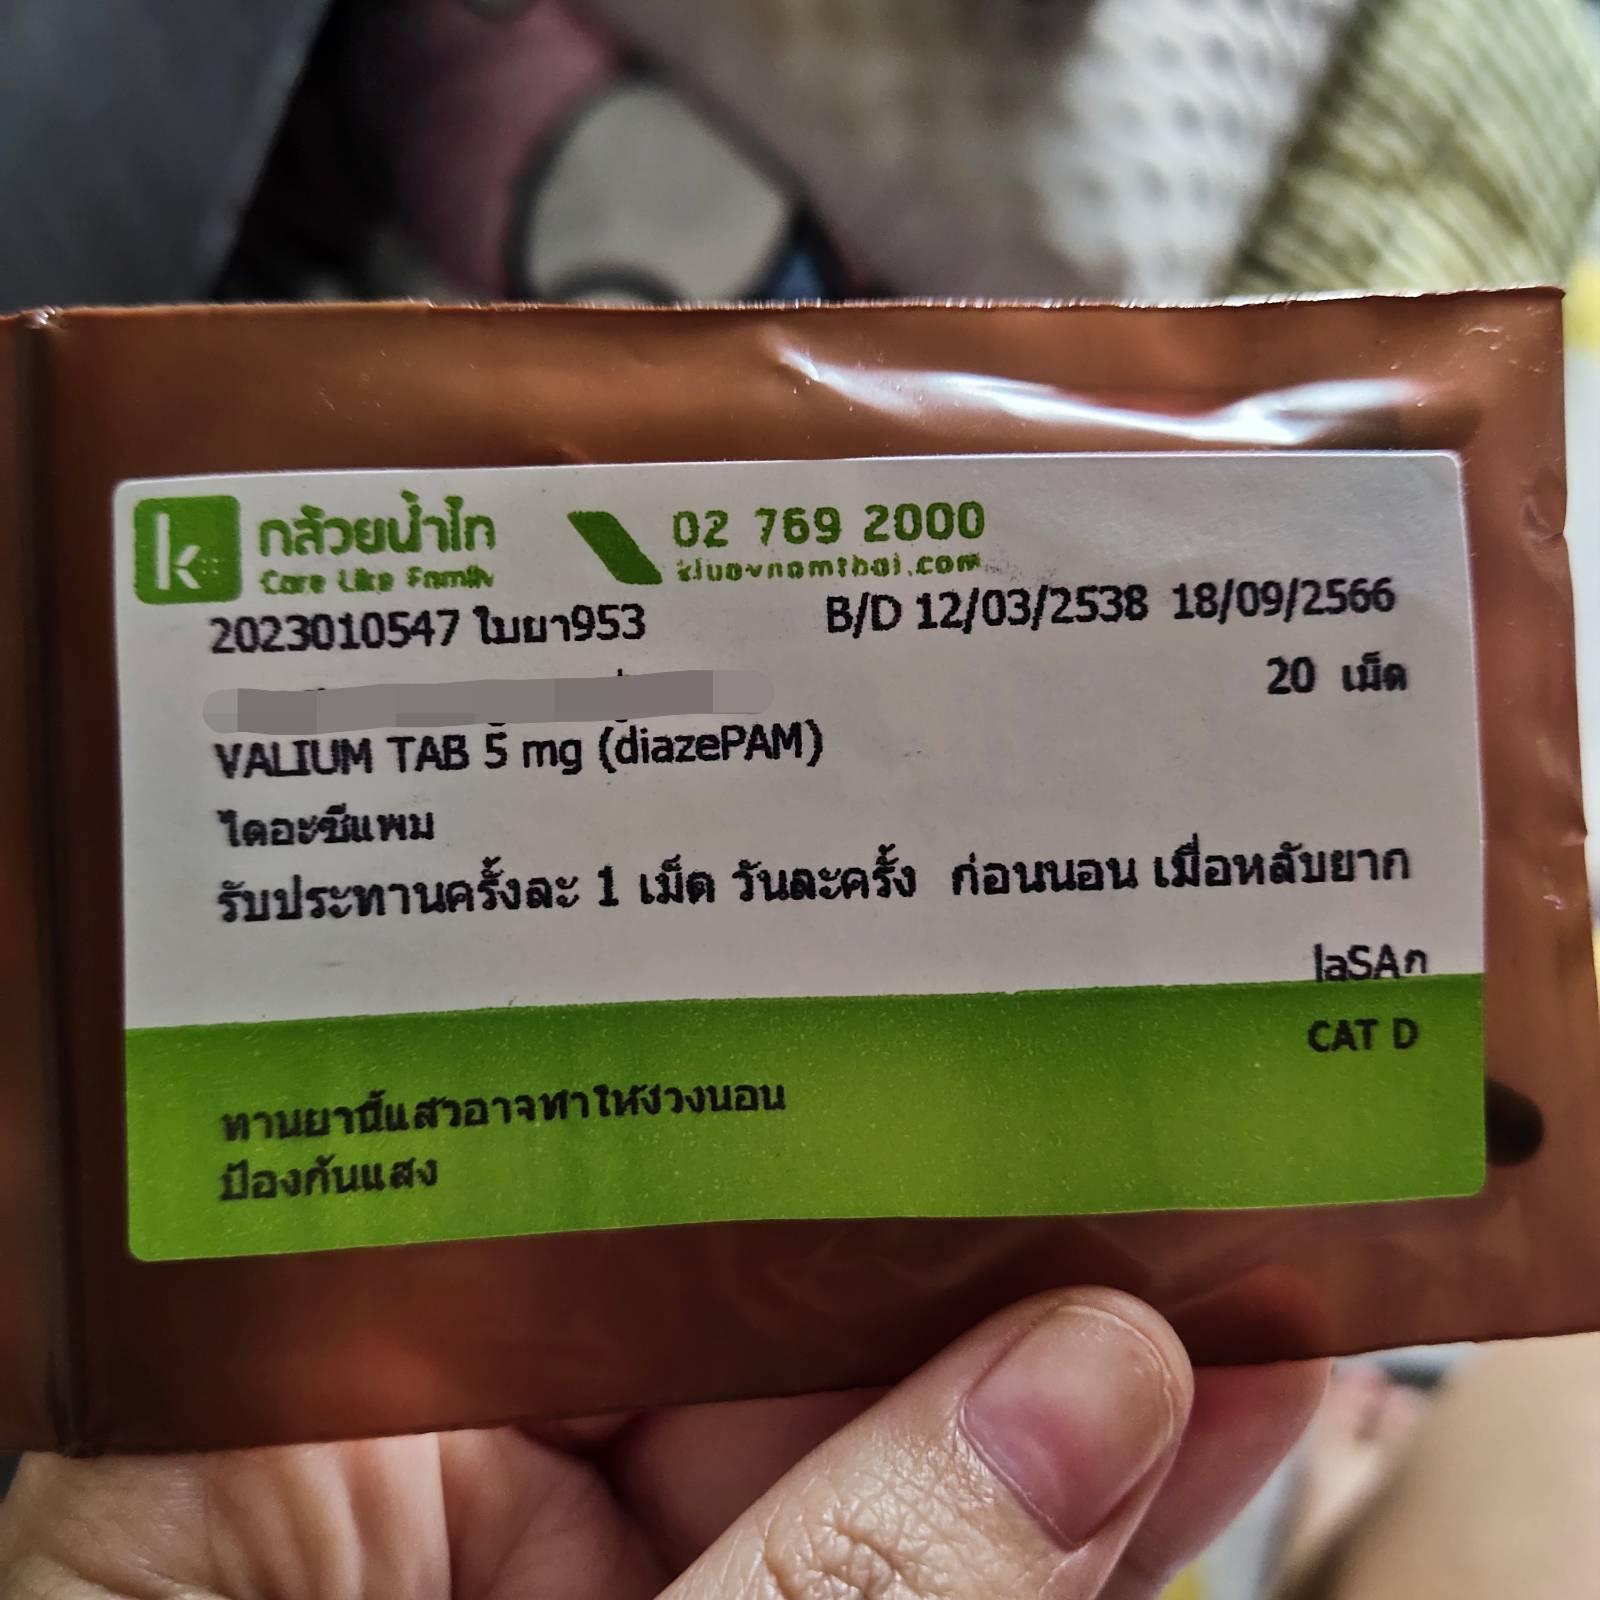 k
กล้วยน้ำไท
Care Like Family
02 769 2000
kluaynamthai.com
2023010547 ใบยา953 B/D 12/03/2538 18/09/2566
20 เม็ด
VALIUM TAB 5 mg (diazePAM)
ไดอะซีแพม
รับประทานครั้งละ 1 เม็ด วันละครั้ง ก่อนนอน เมื่อหลับยาก
laSAก
CAT D
ทานยานี้แล้วอาจทำให้ง่วงนอน
ป้องกันแสง